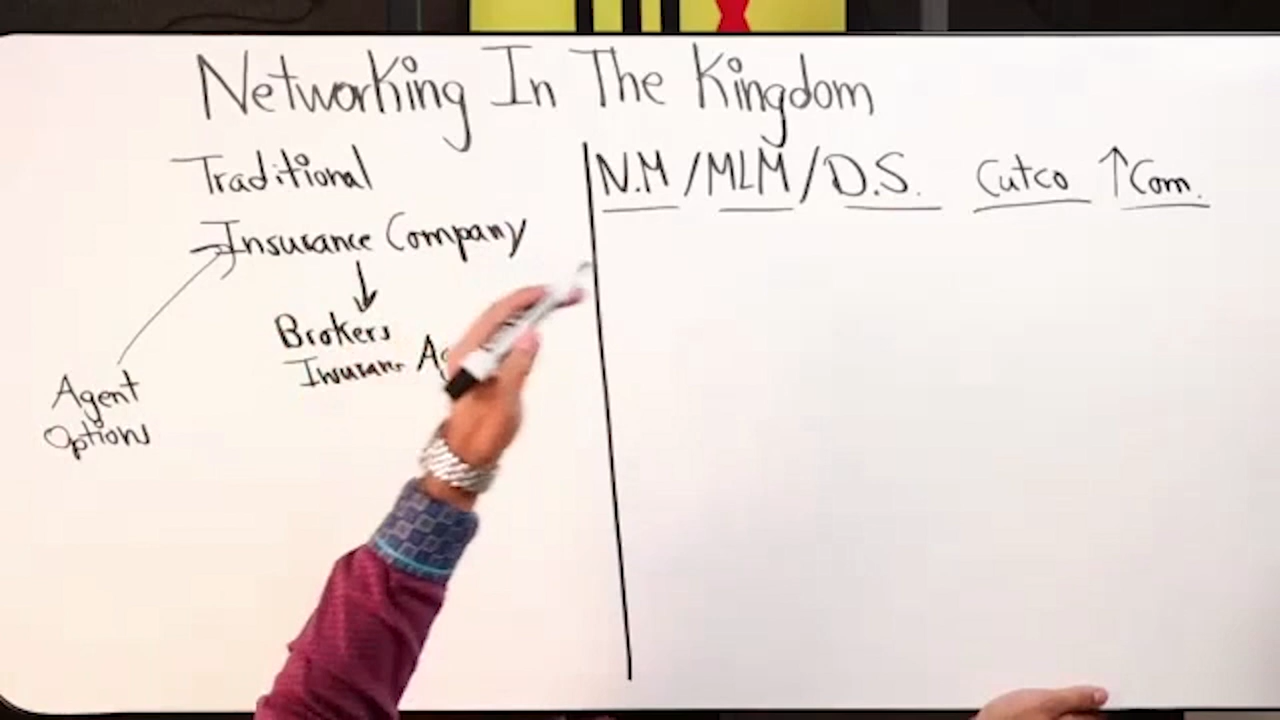 Networking In The Kingdom
Traditional
Insurance Company
Brokers
Agent
Options
N.M / MLM / D.S. Cutco ↑ Com.